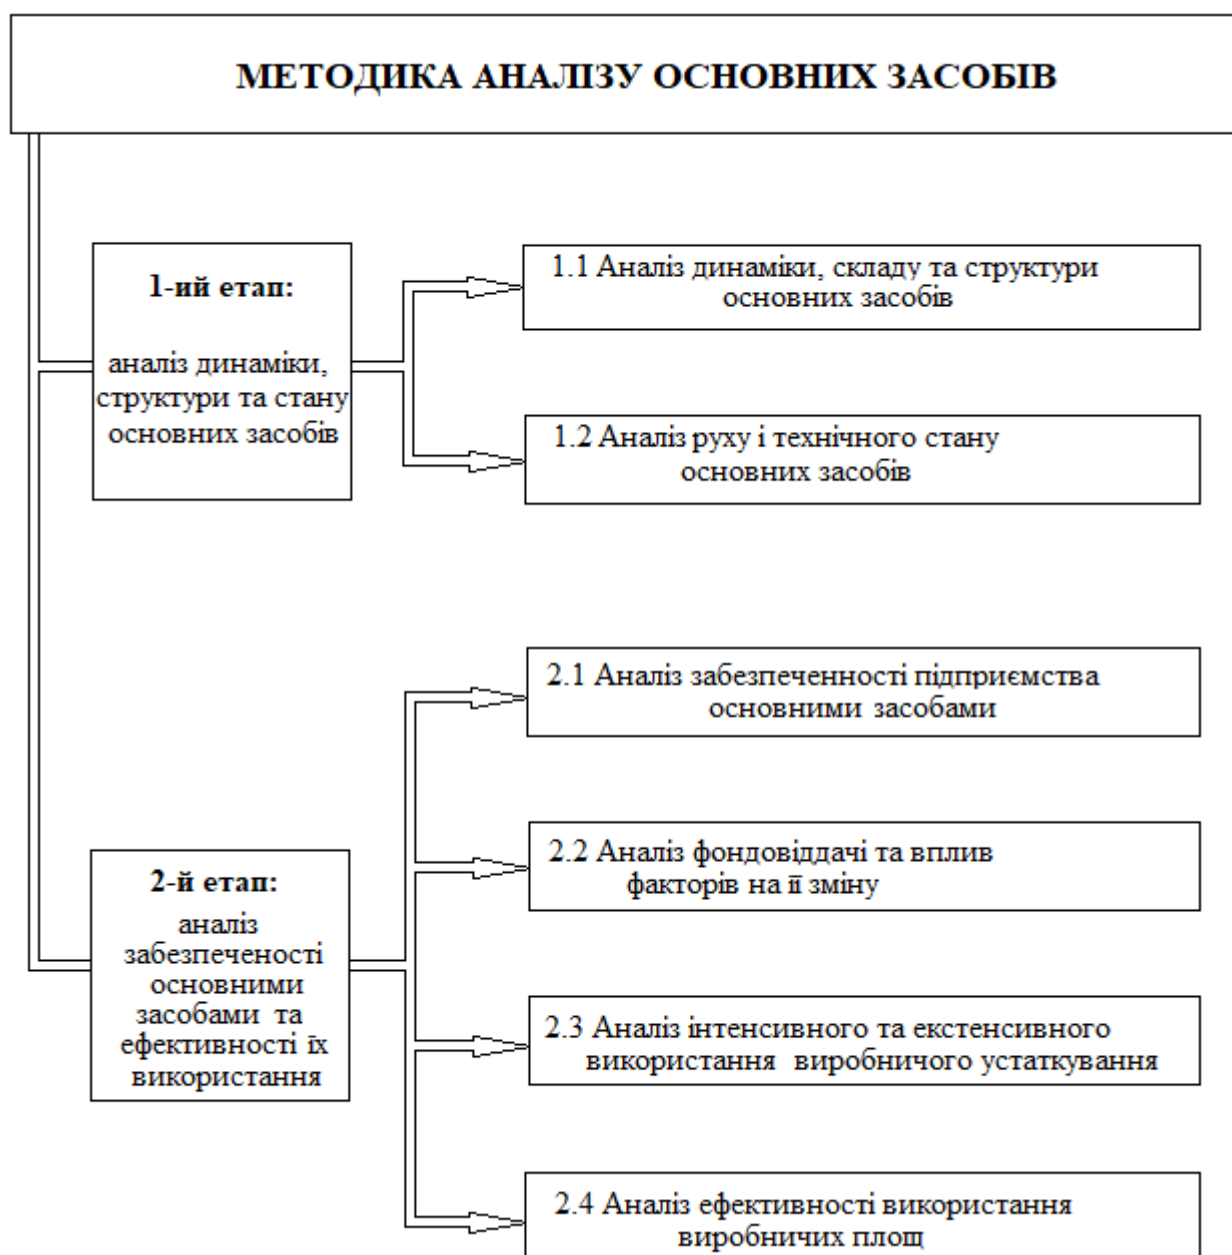 МЕТОДИКА АНАЛІЗУ ОСНОВНИХ ЗАСОБІВ
1-ий етап:
аналіз динаміки,
структури та стану
основних засобів
1.1 Аналіз динаміки, складу та структури
основних засобів
1.2 Аналіз руху і технічного стану
основних засобів
2-й етап:
аналіз
забезпеченості
основними
засобами та
ефективності їх
використання
2.1 Аналіз забезпеченності підприємства
основними засобами
2.2 Аналіз фондовіддачі та вплив
факторів на її зміну
2.3 Аналіз інтенсивного та екстенсивного
використання виробничого устаткування
2.4 Аналіз ефективності використання
виробничих площ